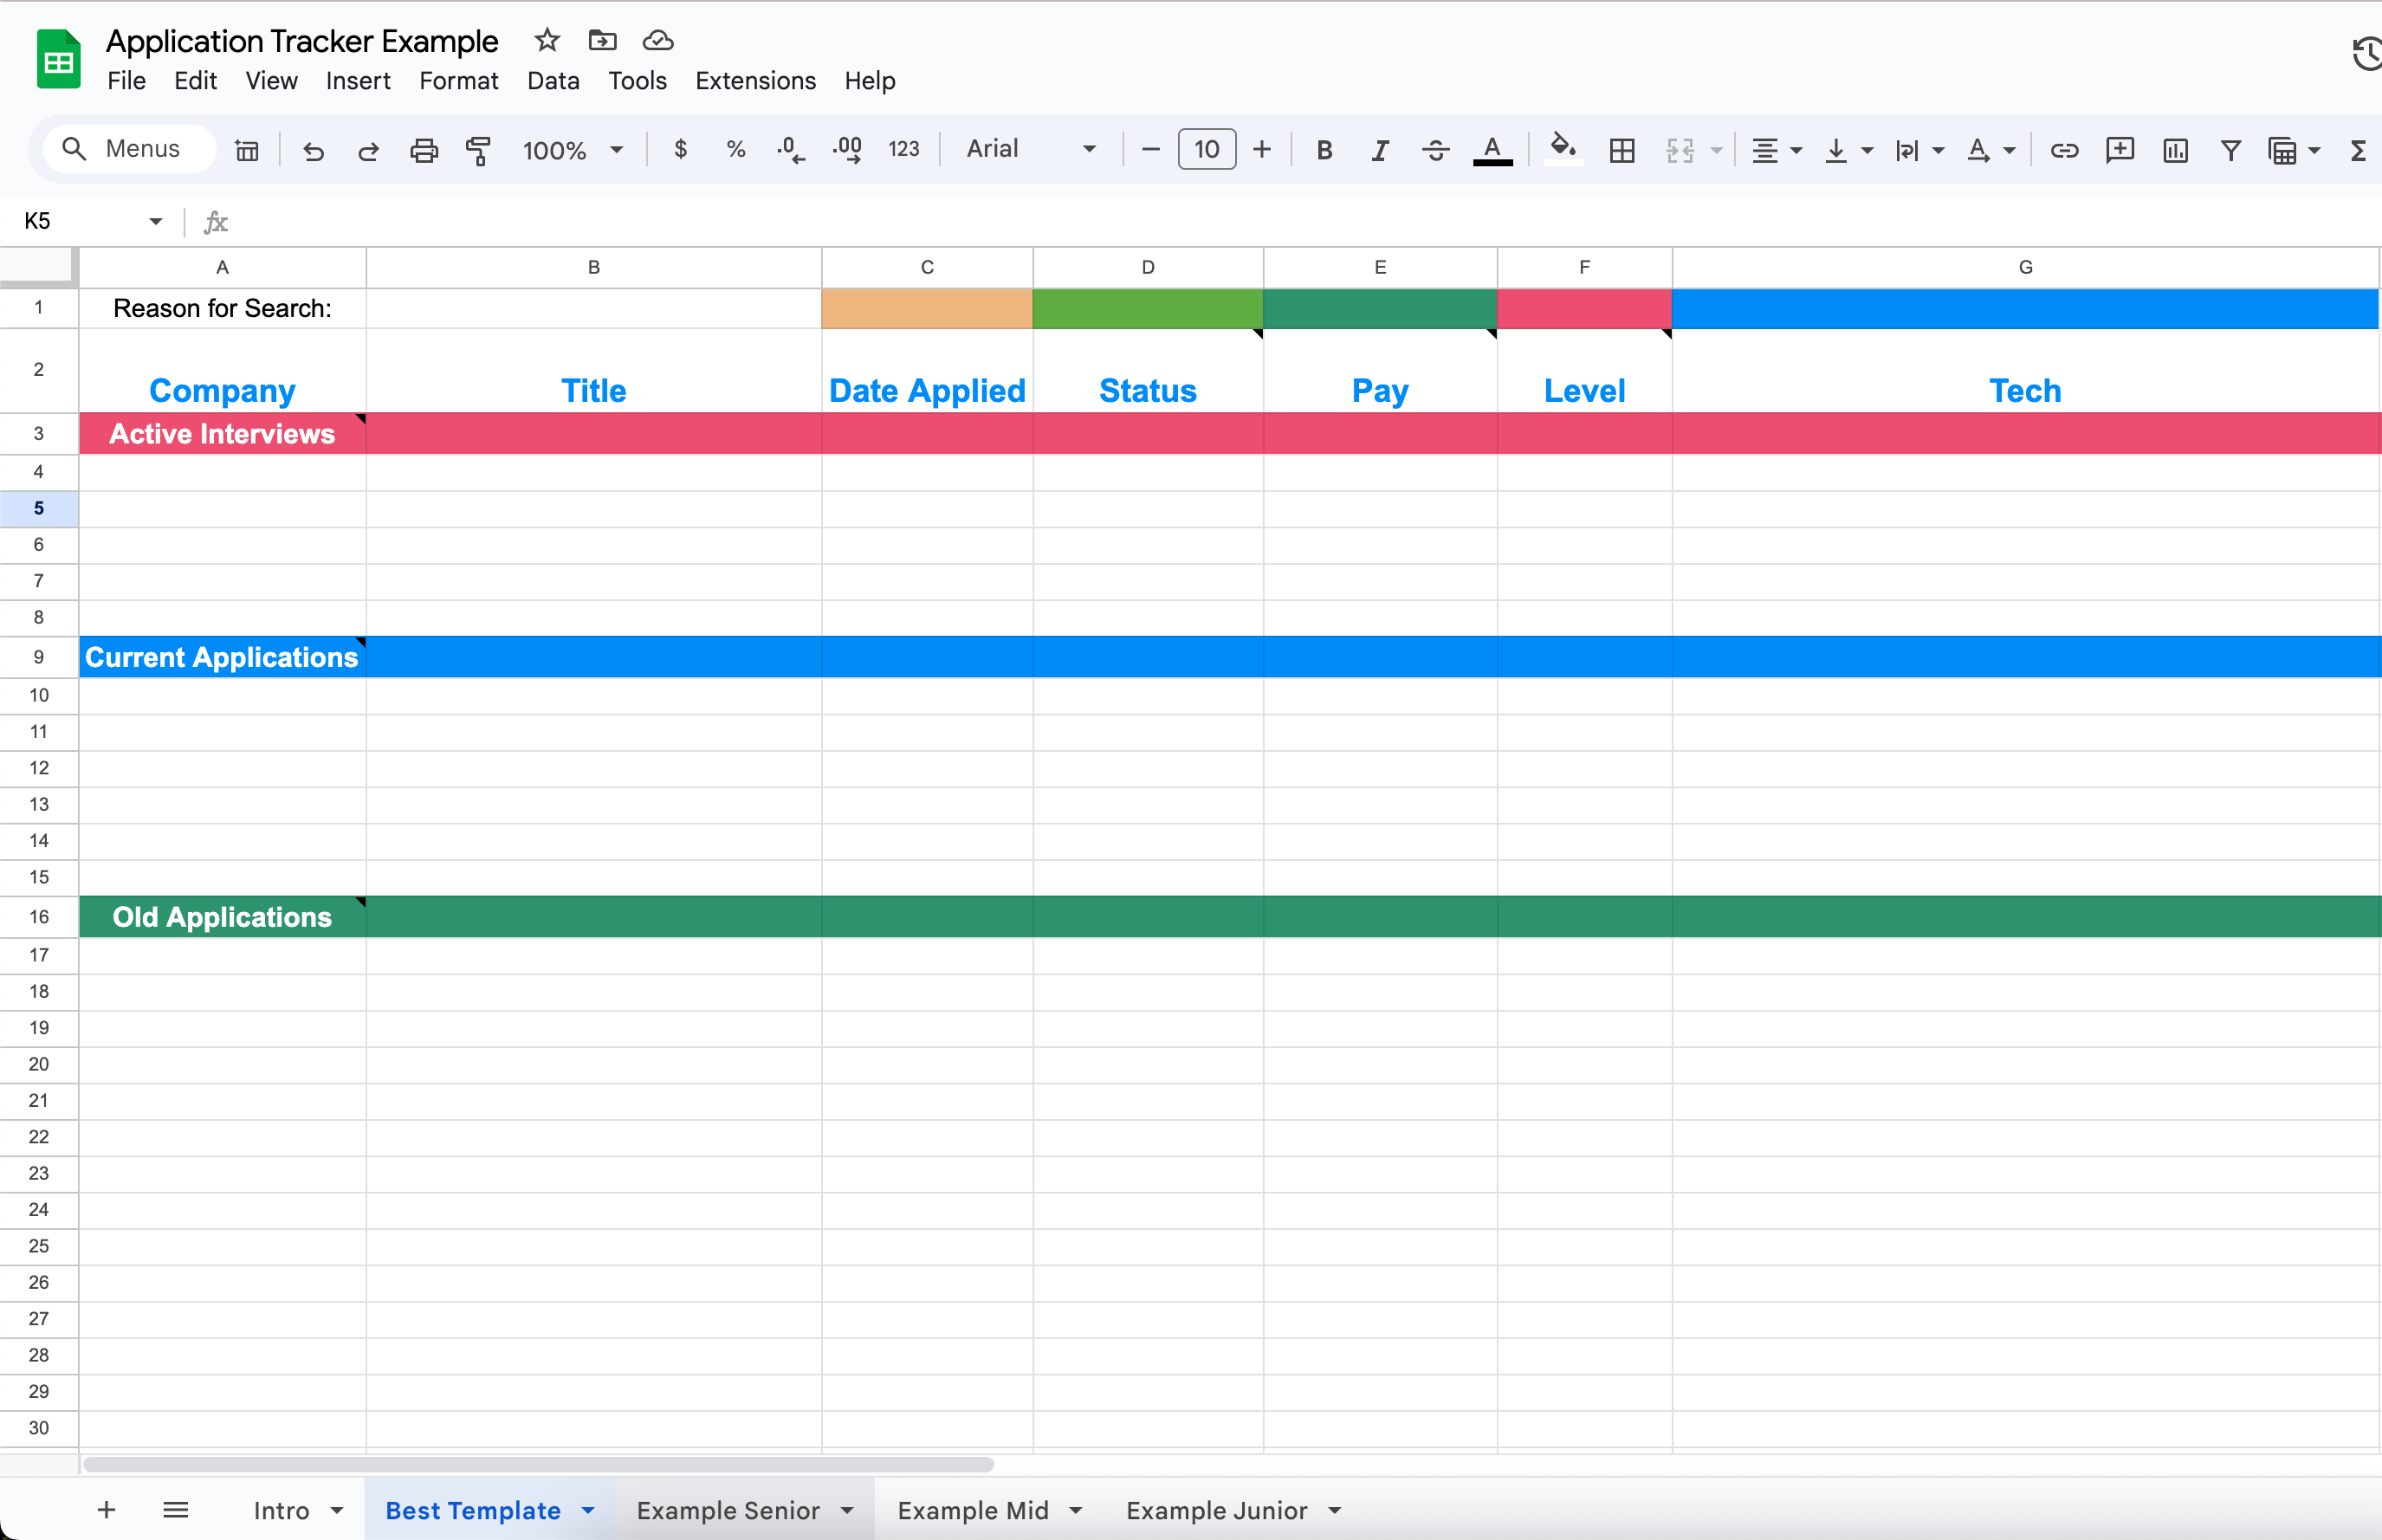 Application Tracker Example
File Edit View Insert Format Data Tools Extensions Help
Menus 100% $ % .0 .00 123 Arial 10 B I S A A Σ
K5 fx
A B C D E F G
1 Reason for Search:
2 Company Title Date Applied Status Pay Level Tech
3 Active Interviews
4
5
6
7
8
9 Current Applications
10
11
12
13
14
15
16 Old Applications
17
18
19
20
21
22
23
24
25
26
27
28
29
30
Intro Best Template Example Senior Example Mid Example Junior